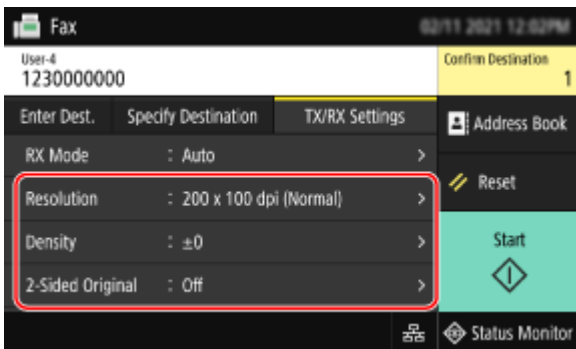 Fax
02/11 2021 12:02PM
User-4
1230000000
Confirm Destination
1
Enter Dest.
Specify Destination
TX/RX Settings
Address Book
RX Mode : Auto
Reset
Resolution : 200 x 100 dpi (Normal)
Density : ±0
Start
2-Sided Original : Off
Status Monitor